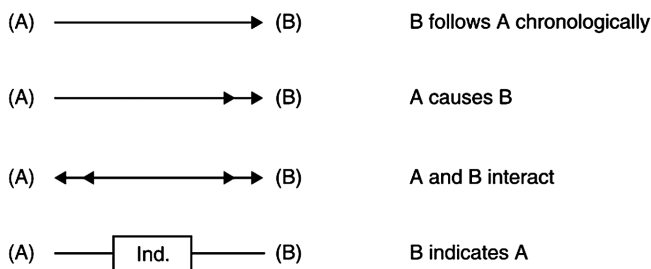 (A) (B) B follows A chronologically
(A) (B) A causes B
(A) (B) A and B interact
(A) Ind. (B) B indicates A